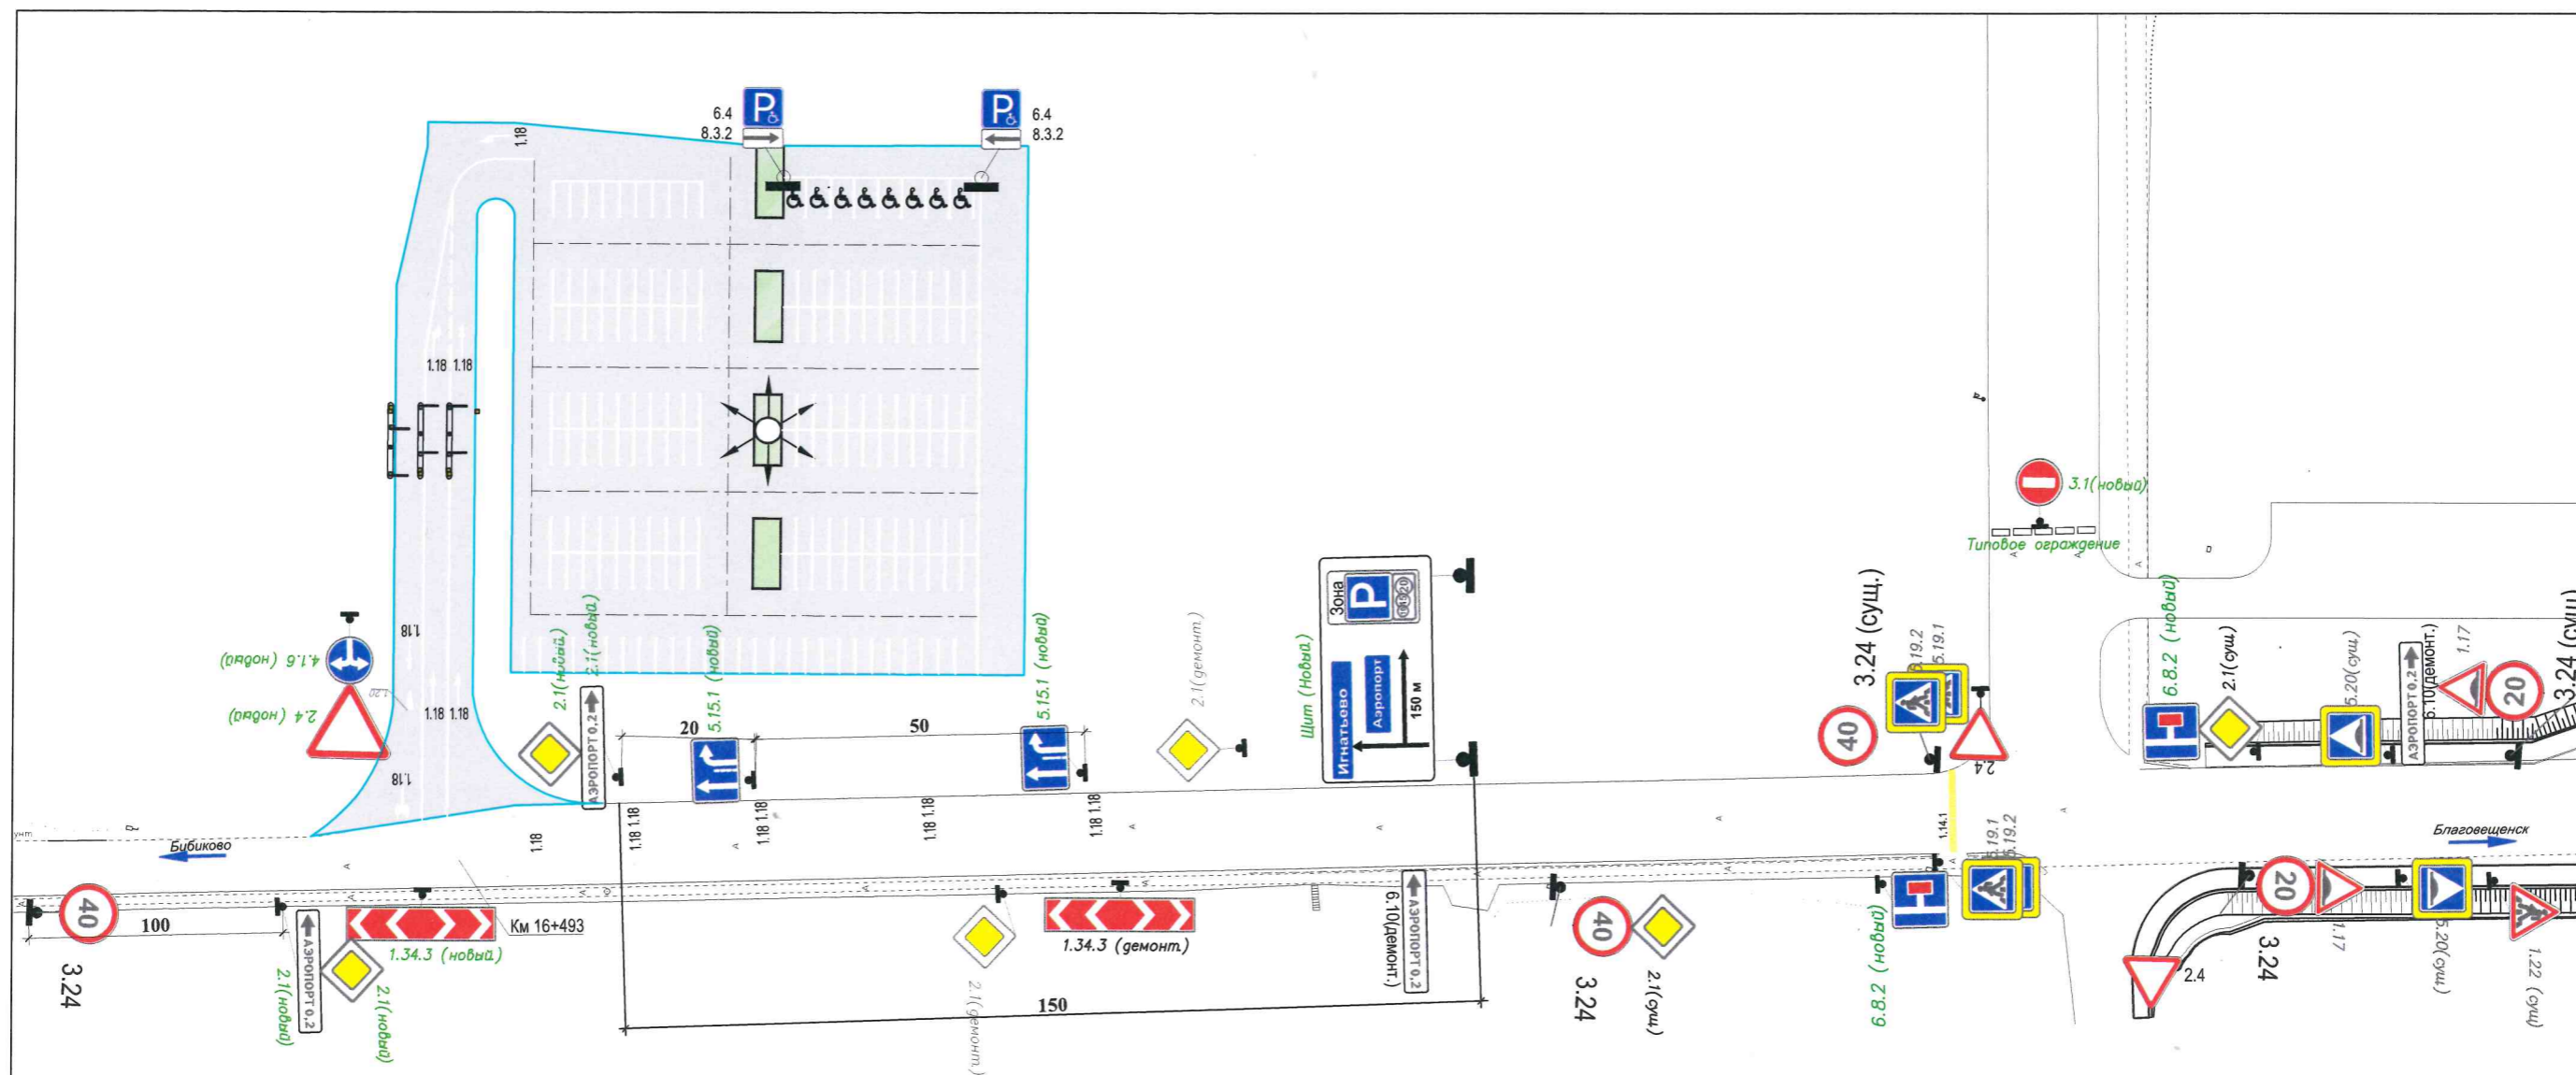 6.4
8.3.2
6.4
8.3.2
P
P
1.18
1.18 1.18
1.18
1.18 1.18
1.18
1.20
4.1.6 (новый)
2.4 (новый)
2.1(новый)
2.1(новый)
АЭРОПОРТ 0,2
20
5.15.1 (новый)
50
5.15.1 (новый)
2.1(демонт.)
Щит (Новый)
Зона
P
Игнатьево
Аэропорт
150 м
3.1(новый)
Типовое ограждение
3.24 (сущ.)
40
5.19.2
5.19.1
2.4
6.8.2 (новый)
2.1(сущ)
5.20(сущ)
АЭРОПОРТ 0,2
6.10(демонт.)
1.17
20
3.24 (сущ
унт
Бибиково
1.18
1.18 1.18
1.18 1.18
1.18 1.18
1.18 1.18
1.14.1
Благовещенск
40
100
3.24
2.1(новый)
АЭРОПОРТ 0,2
2.1(новый)
1.34.3 (новый)
Км 16+493
2.1(демонт.)
1.34.3 (демонт.)
150
6.10(демонт.)
АЭРОПОРТ 0,2
40
3.24
2.1(сущ)
6.8.2 (новый)
5.19.1
5.19.2
2.4
20
3.24
1.17
5.20(сущ)
1.22 (сущ)